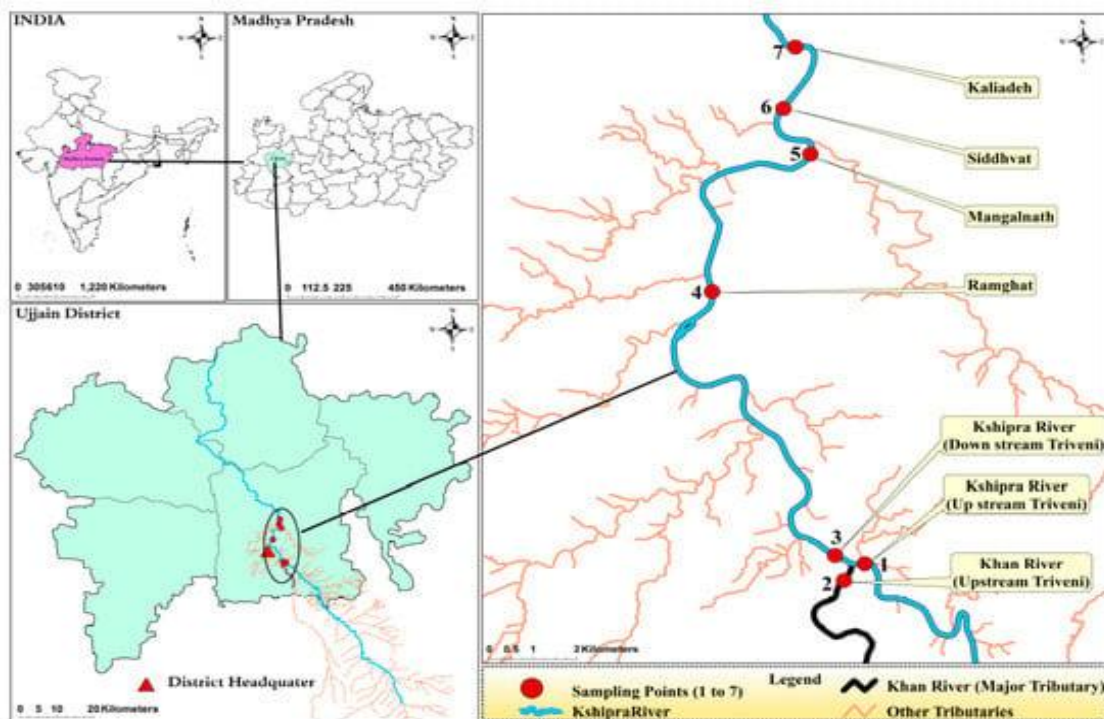 INDIA
N
W E
S
0 305610 1,220 Kilometers
Madhya Pradesh
N
W E
S
0 112.5 225 450 Kilometers
Ujjain District
N
W E
S
District Headquater
0 5 10 20 Kilometers
N
W E
S
7
Kaliadeh
6
Siddhvat
5
Mangalnath
4
Ramghat
Kshipra River
(Down stream Triveni)
Kshipra River
(Up stream Triveni)
3
1
2
Khan River
(Upstream Triveni)
0 0.5 1 2 Kilometers
Legend
Sampling Points (1 to 7)
Khan River (Major Tributary)
KshipraRiver
Other Tributaries